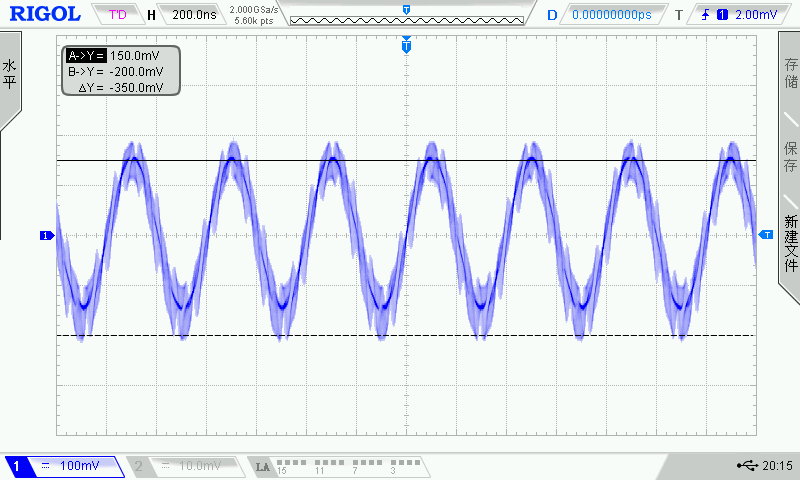 RIGOL T'D H 200.0ns 2.000GSa/s D 0.00000000ps T 1 2.00mV
5.60k pts
T
T
水平
A->Y= 150.0mV
B->Y= -200.0mV
ΔY= -350.0mV
1
T
存储
保存
新建文件
1 100mV 2 10.0mV LA 15 11 7 3 20:15